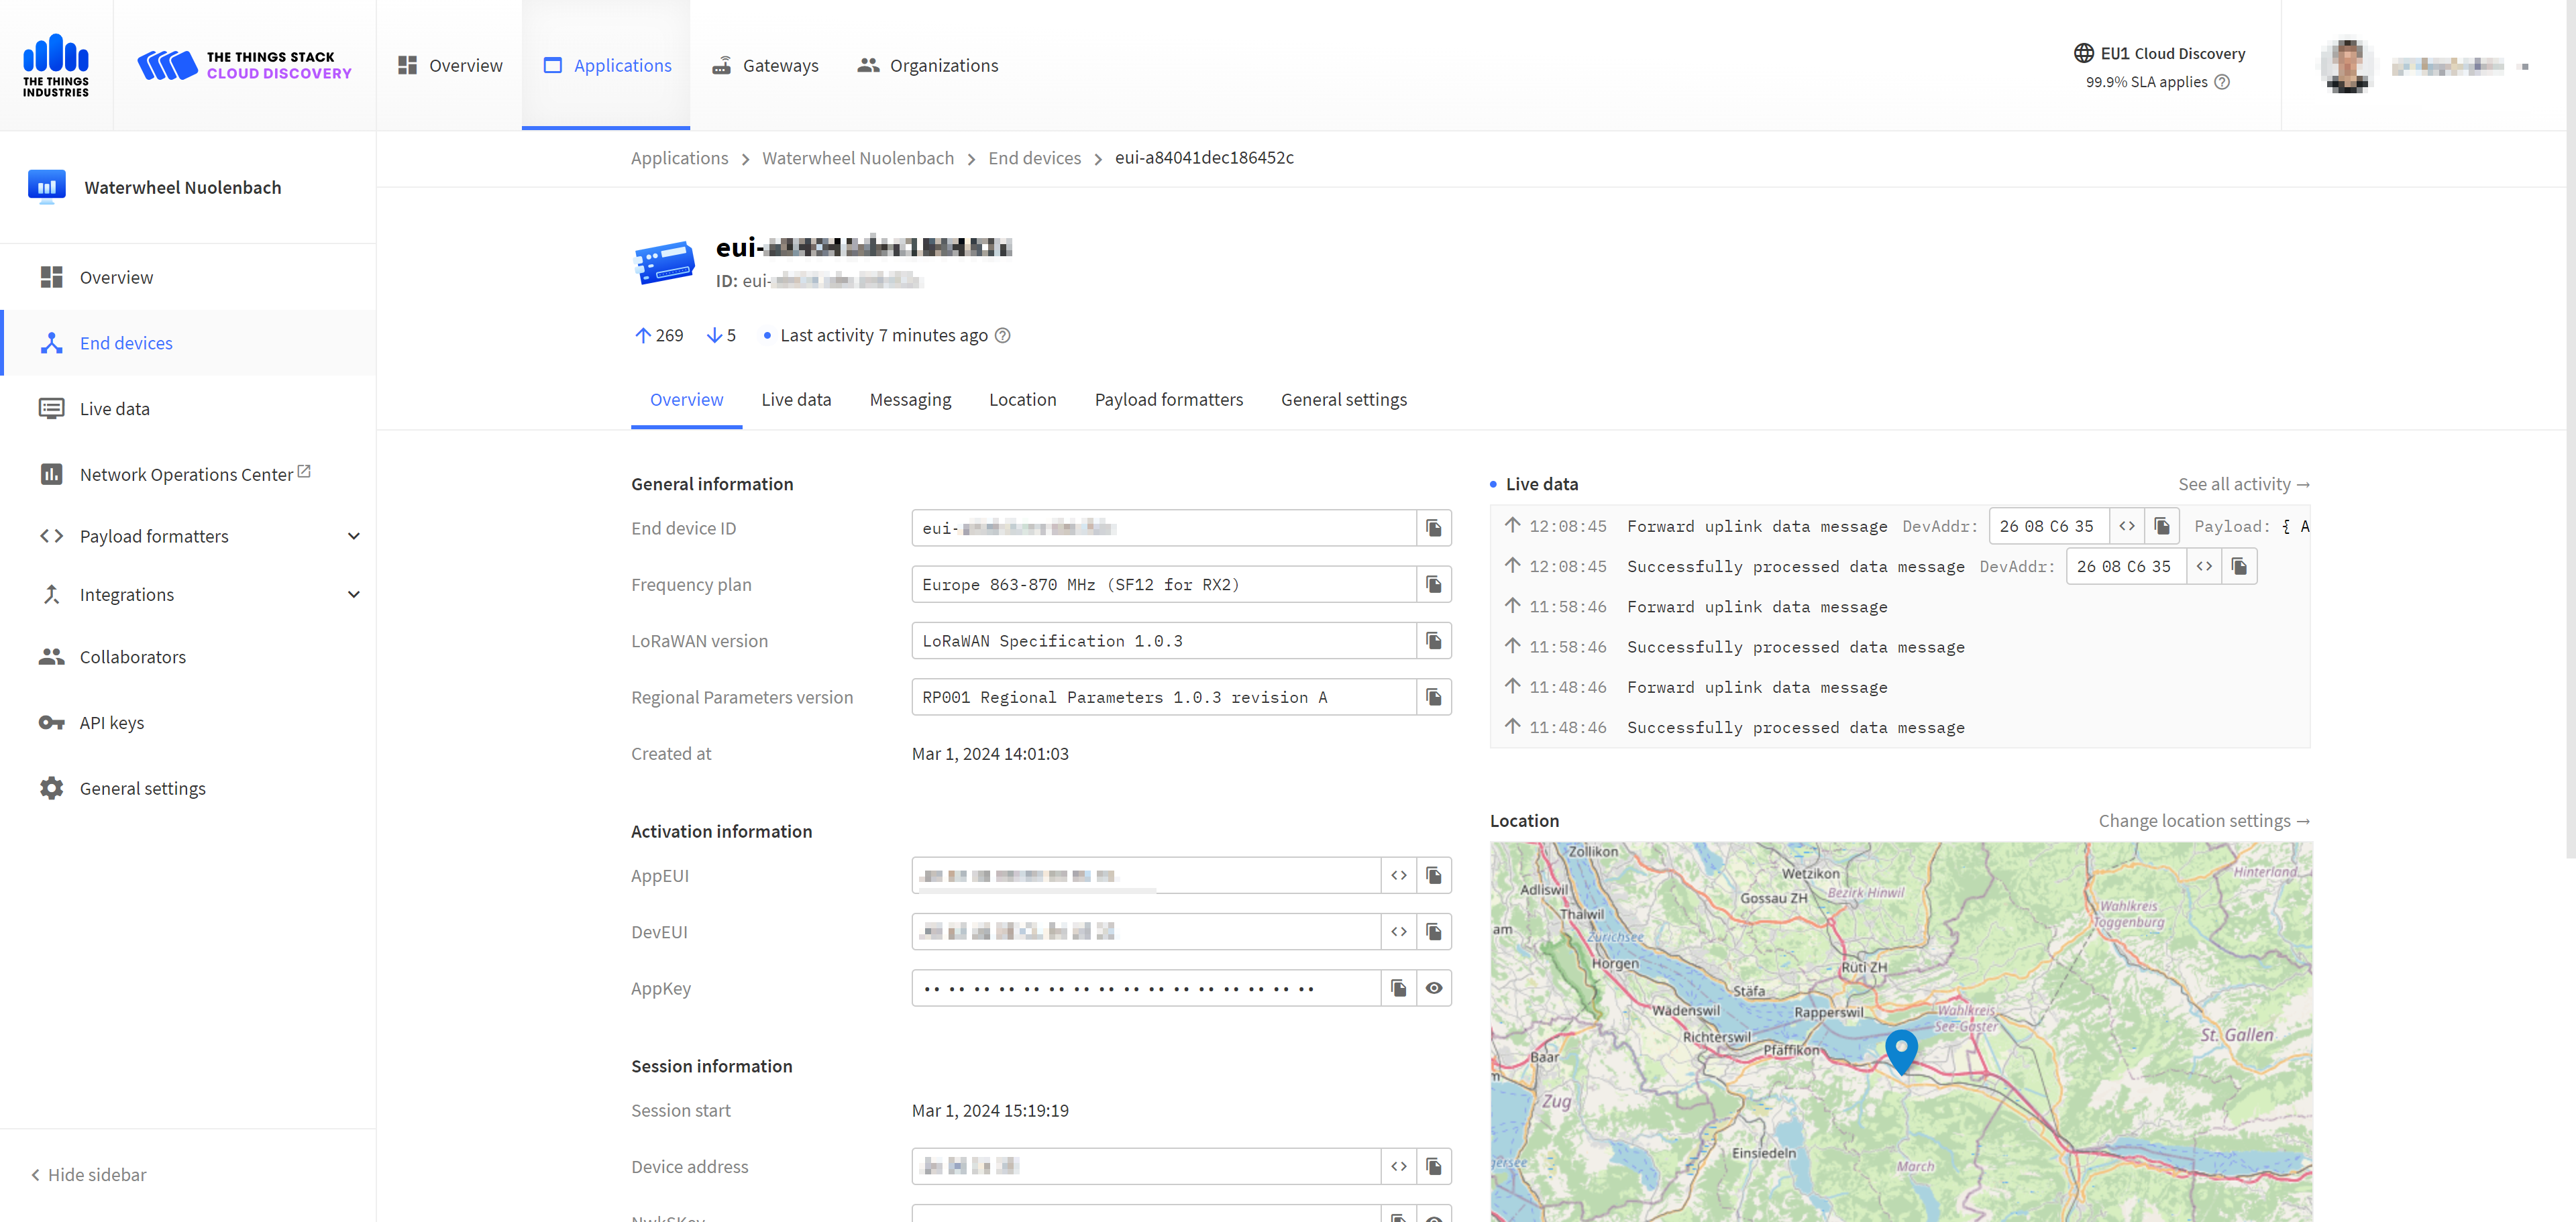 THE THINGS
INDUSTRIES
THE THINGS STACK
CLOUD DISCOVERY
Overview
Applications
Gateways
Organizations
EU1 Cloud Discovery
99.9% SLA applies
Waterwheel Nuolenbach
Overview
End devices
Live data
Network Operations Center
Payload formatters
Integrations
Collaborators
API keys
General settings
Hide sidebar
Applications > Waterwheel Nuolenbach > End devices > eui-a84041dec186452c
eui-
ID: eui-
269 5 Last activity 7 minutes ago
Overview Live data Messaging Location Payload formatters General settings
General information
End device ID eui-
Frequency plan Europe 863-870 MHz (SF12 for RX2)
LoRaWAN version LoRaWAN Specification 1.0.3
Regional Parameters version RP001 Regional Parameters 1.0.3 revision A
Created at Mar 1, 2024 14:01:03
Activation information
AppEUI
DevEUI
AppKey
Session information
Session start Mar 1, 2024 15:19:19
Device address
NwkSKey
Live data See all activity →
12:08:45 Forward uplink data message DevAddr: 26 08 C6 35 <> Payload: { A
12:08:45 Successfully processed data message DevAddr: 26 08 C6 35 <>
11:58:46 Forward uplink data message
11:58:46 Successfully processed data message
11:48:46 Forward uplink data message
11:48:46 Successfully processed data message
Location Change location settings →
Zollikon
Wetzikon
Hinterland
Adliswil
Bezirk Hinwil
Gossau ZH
Thalwil
Wahlkreis
Toggenburg
am
Zürichsee
Horgen
Rüti ZH
Stäfa
Wädenswil
Rapperswil
Wahlkreis
See-Gaster
Richterswil
Pfäffikon
St. Gallen
Baar
Zug
Einsiedeln
March
gersee